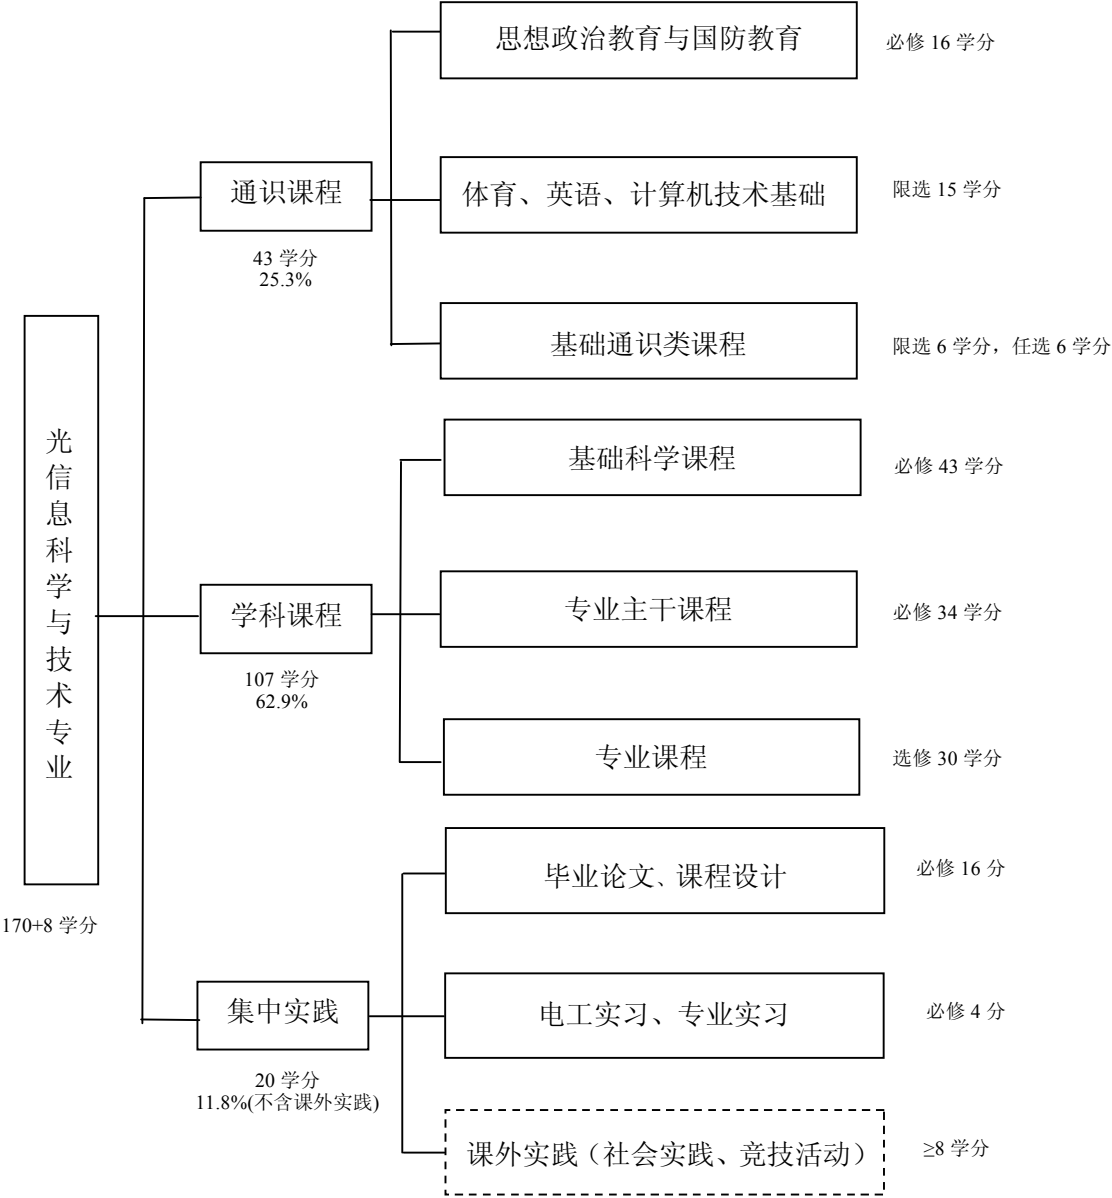 思想政治教育与国防教育
必修 16 学分
通识课程
43 学分
25.3%
体育、英语、计算机技术基础
限选 15 学分
基础通识类课程
限选 6 学分，任选 6 学分
光信息科学与技术专业
170+8 学分
基础科学课程
必修 43 学分
学科课程
107 学分
62.9%
专业主干课程
必修 34 学分
专业课程
选修 30 学分
毕业论文、课程设计
必修 16 分
集中实践
20 学分
11.8%(不含课外实践)
电工实习、专业实习
必修 4 分
课外实践（社会实践、竞技活动）
≥8 学分